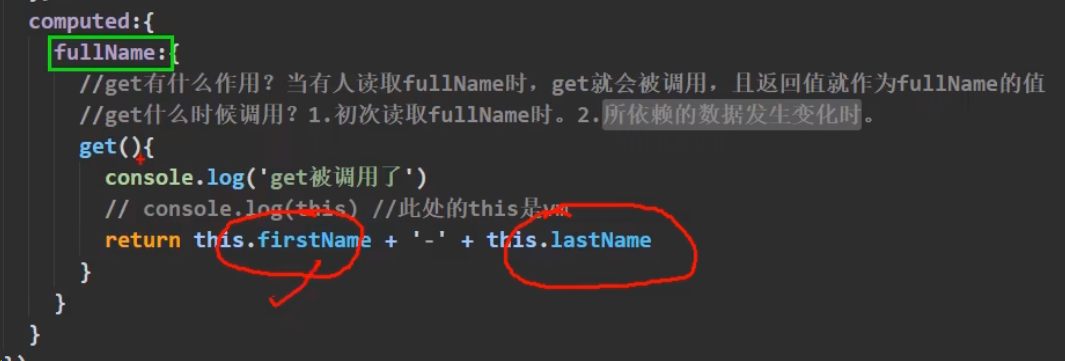 computed:{
fullName:{
//get有什么作用？当有人读取fullName时，get就会被调用，且返回值就作为fullName的值
//get什么时候调用？1.初次读取fullName时。2.所依赖的数据发生变化时。
get(){
console.log('get被调用了')
// console.log(this) //此处的this是vm
return this.firstName + '-' + this.lastName
}
}
}
})